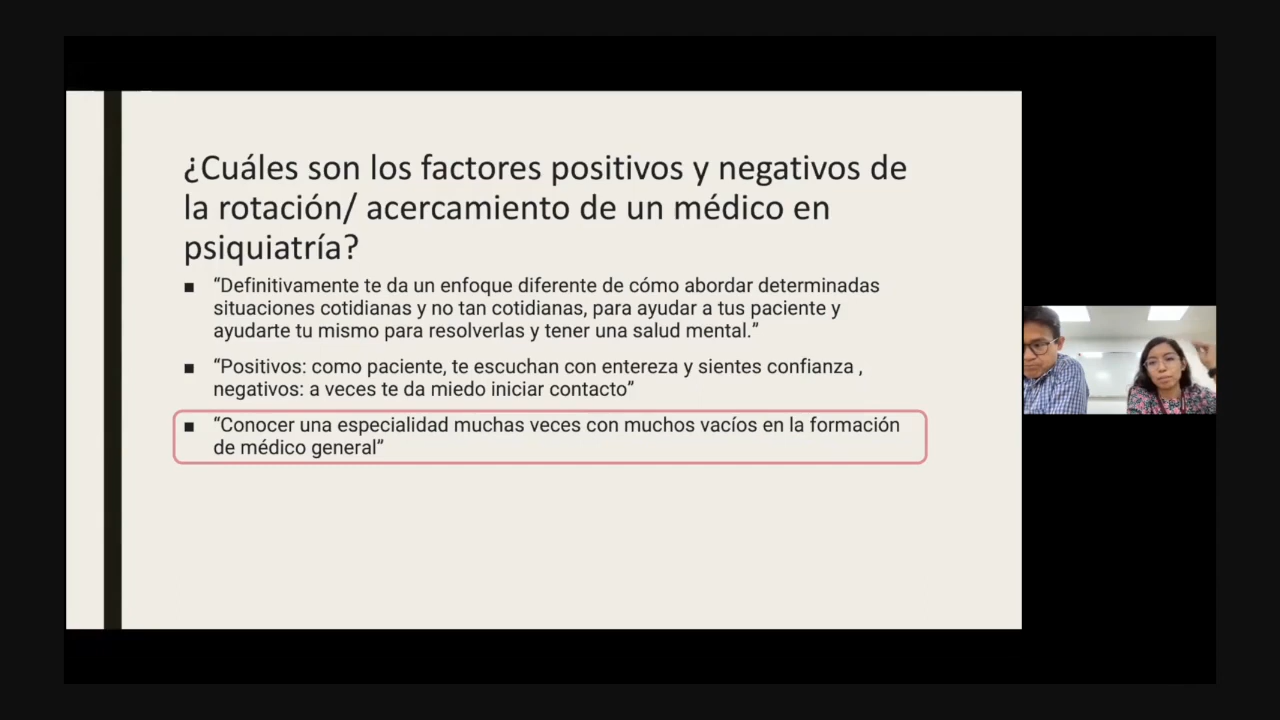 ¿Cuáles son los factores positivos y negativos de
la rotación/ acercamiento de un médico en
psiquiatría?
■ “Definitivamente te da un enfoque diferente de cómo abordar determinadas
situaciones cotidianas y no tan cotidianas, para ayudar a tus paciente y
ayudarte tu mismo para resolverlas y tener una salud mental.”
■ “Positivos: como paciente, te escuchan con entereza y sientes confianza ,
negativos: a veces te da miedo iniciar contacto”
■ “Conocer una especialidad muchas veces con muchos vacíos en la formación
de médico general”